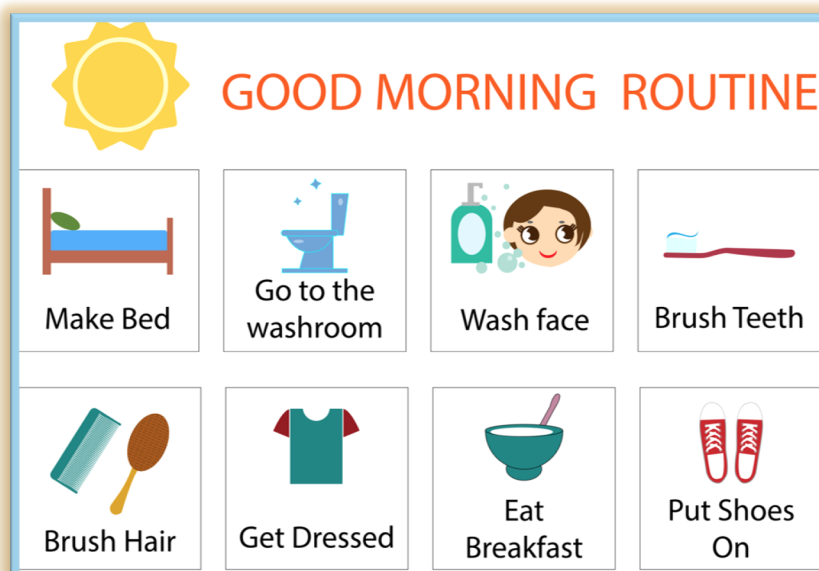 GOOD MORNING ROUTINE
Make Bed
Go to the
washroom
Wash face
Brush Teeth
Brush Hair
Get Dressed
Eat
Breakfast
Put Shoes
On